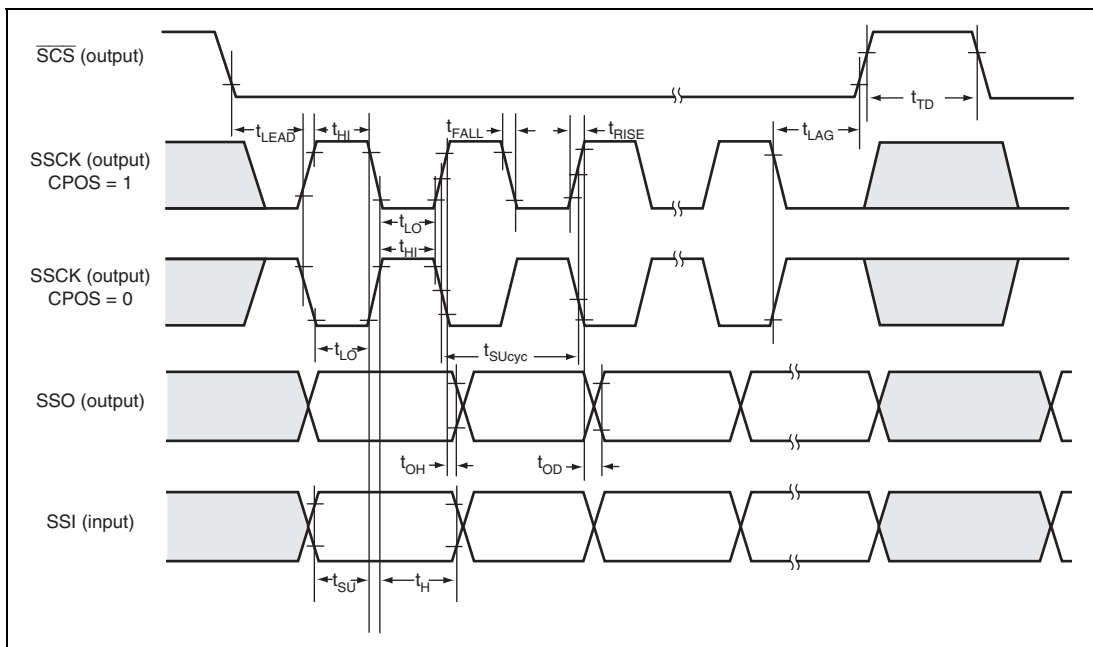 SCS (output)
tTD
tLEAD
tHI
tFALL
tRISE
tLAG
SSCK (output)
CPOS = 1
tLO
tHI
SSCK (output)
CPOS = 0
tLO
tSUcyc
SSO (output)
tOH
tOD
SSI (input)
tSU
tH